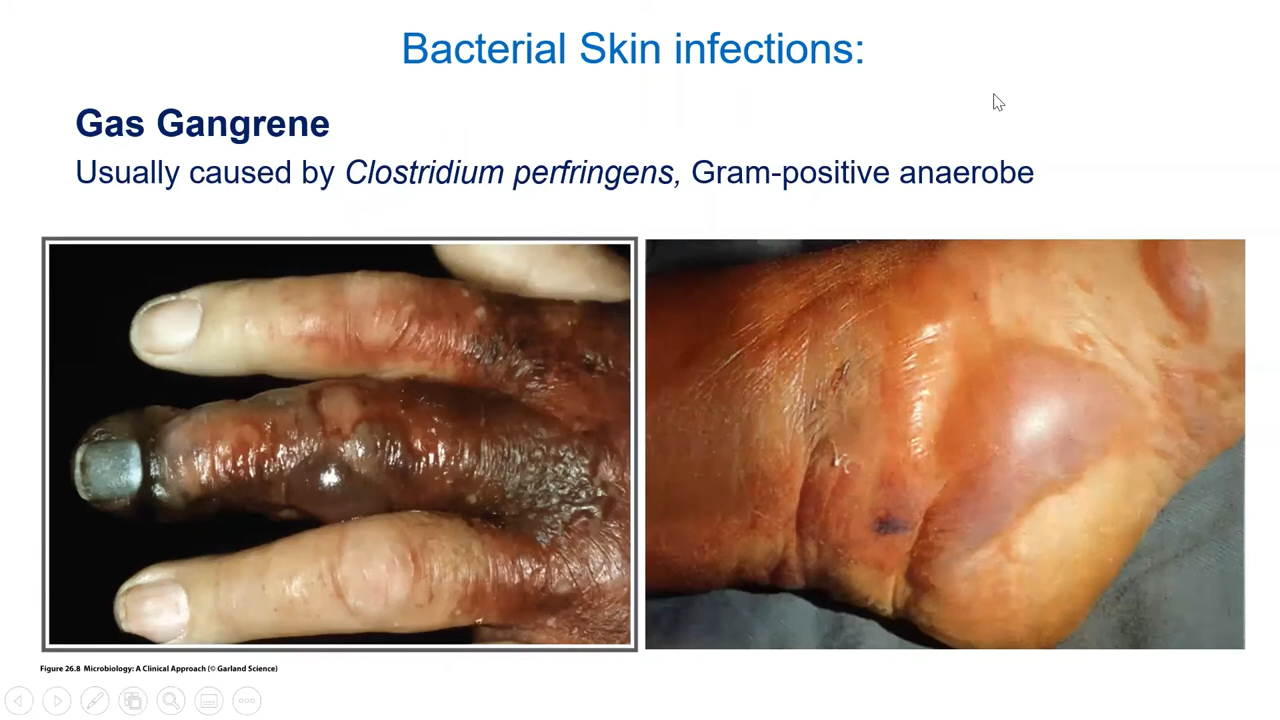 Bacterial Skin infections:
Gas Gangrene
Usually caused by Clostridium perfringens, Gram-positive anaerobe
Figure 26.8 Microbiology: A Clinical Approach (© Garland Science)